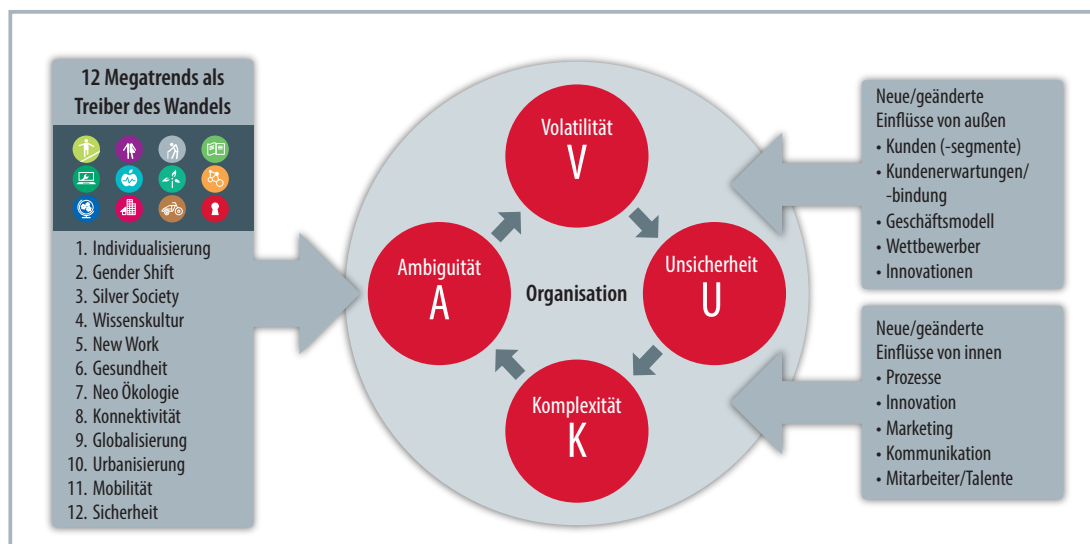 12 Megatrends als
Treiber des Wandels
1. Individualisierung
2. Gender Shift
3. Silver Society
4. Wissenskultur
5. New Work
6. Gesundheit
7. Neo Ökologie
8. Konnektivität
9. Globalisierung
10. Urbanisierung
11. Mobilität
12. Sicherheit
Volatilität
V
Ambiguität
A
Organisation
Unsicherheit
U
Komplexität
K
Neue/geänderte
Einflüsse von außen
• Kunden (-segmente)
• Kundenerwartungen/
-bindung
• Geschäftsmodell
• Wettbewerber
• Innovationen
Neue/geänderte
Einflüsse von innen
• Prozesse
• Innovation
• Marketing
• Kommunikation
• Mitarbeiter/Talente